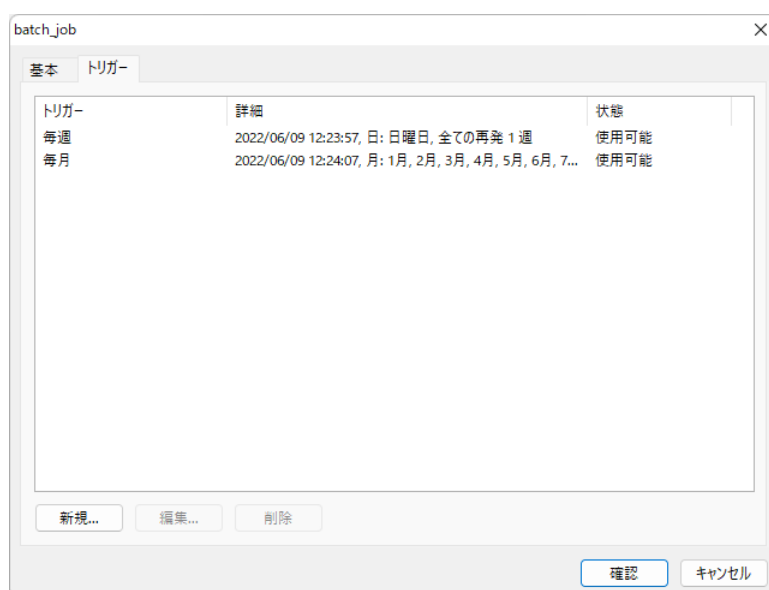 batch_job
基本 トリガー
トリガー 詳細 状態
毎週 2022/06/09 12:23:57, 日: 日曜日, 全ての再発 1 週 使用可能
毎月 2022/06/09 12:24:07, 月: 1月, 2月, 3月, 4月, 5月, 6月, 7... 使用可能
新規... 編集... 削除
確認 キャンセル